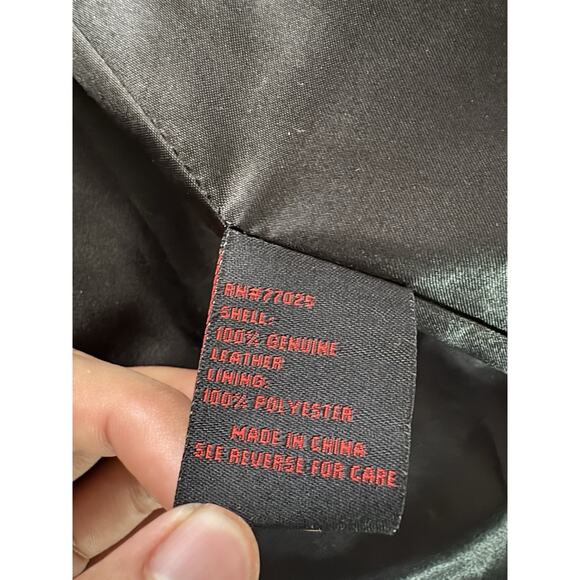 RN#77025
SHELL:
100% GENUINE
LEATHER
LINING:
100% POLYESTER
MADE IN CHINA
SEE REVERSE FOR CARE